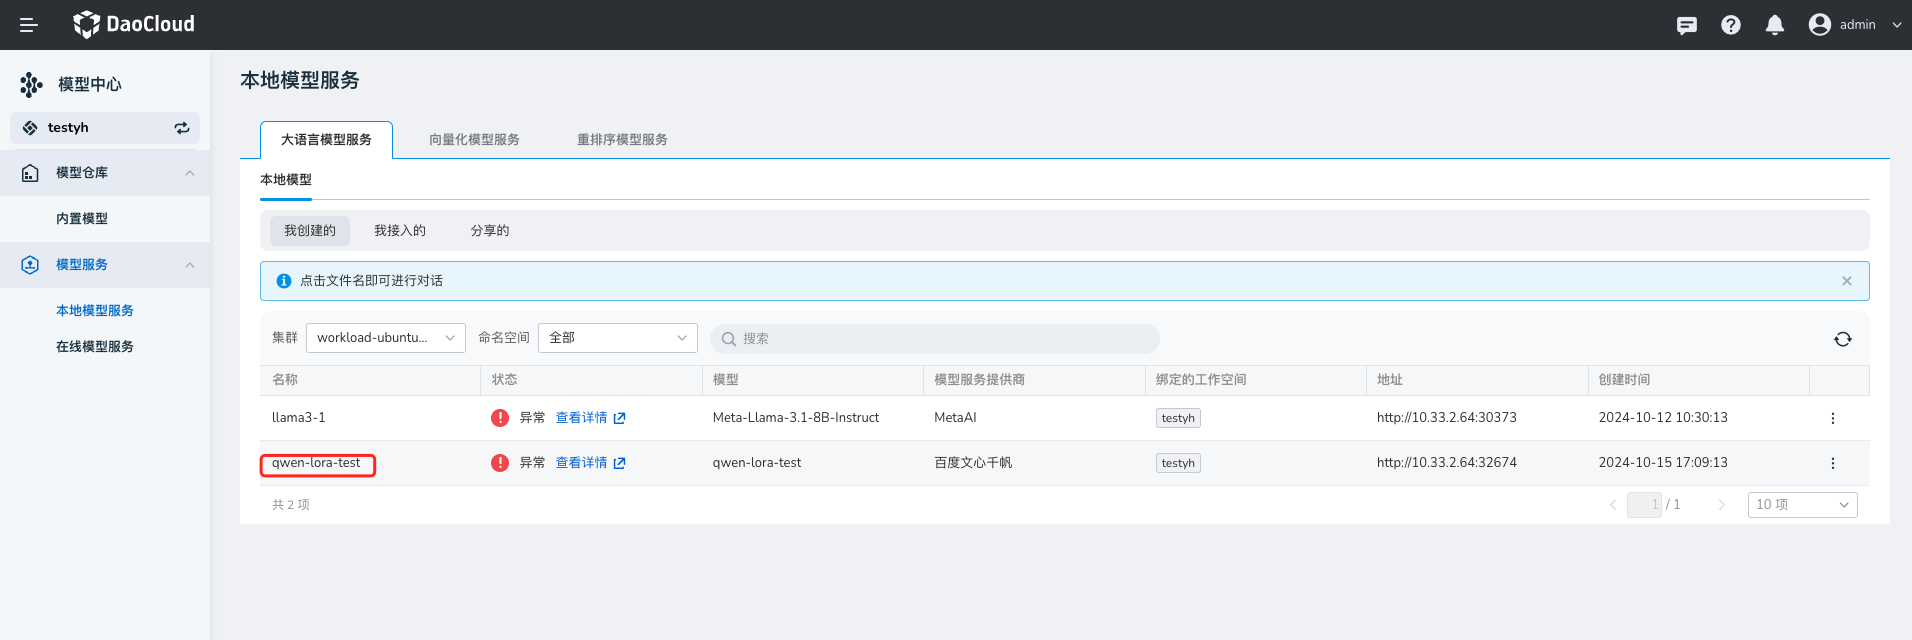 DaoCloud
admin
模型中心
testyh
模型仓库
内置模型
模型服务
本地模型服务
在线模型服务
本地模型服务
大语言模型服务 向量化模型服务 重排序模型服务
本地模型
我创建的 我接入的 分享的
点击文件名即可进行对话
集群 workload-ubuntu... 命名空间 全部 搜索
名称 状态 模型 模型服务提供商 绑定的工作空间 地址 创建时间
llama3-1 异常 查看详情 Meta-Llama-3.1-8B-Instruct MetaAI testyh http://10.33.2.64:30373 2024-10-12 10:30:13
qwen-lora-test 异常 查看详情 qwen-lora-test 百度文心千帆 testyh http://10.33.2.64:32674 2024-10-15 17:09:13
共 2 项 1 / 1 10 项